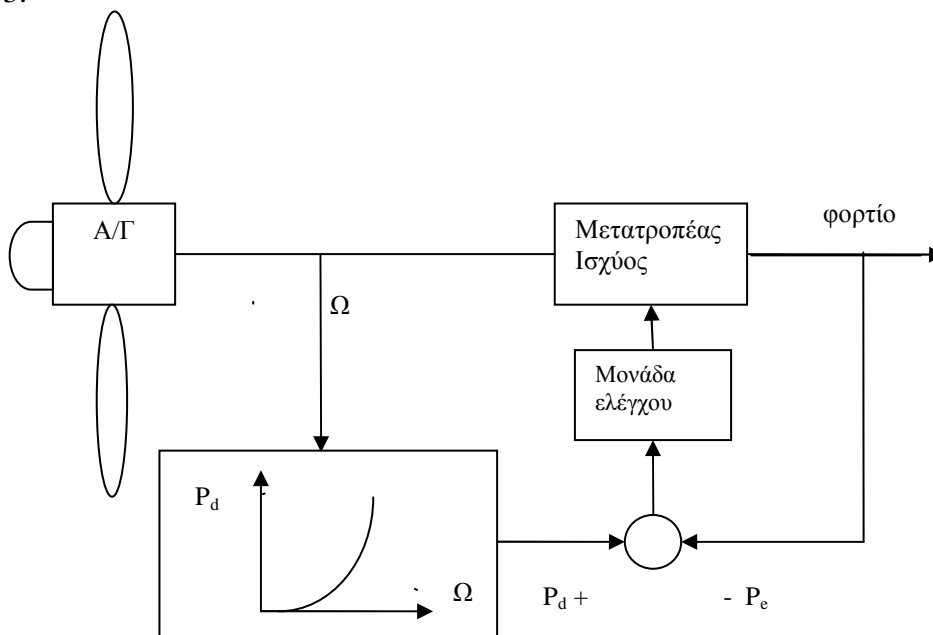 Α/Γ
Μετατροπέας
Ισχύος
φορτίο
Ω
Μονάδα
ελέγχου
P_d
Ω
P_d +
- P_e